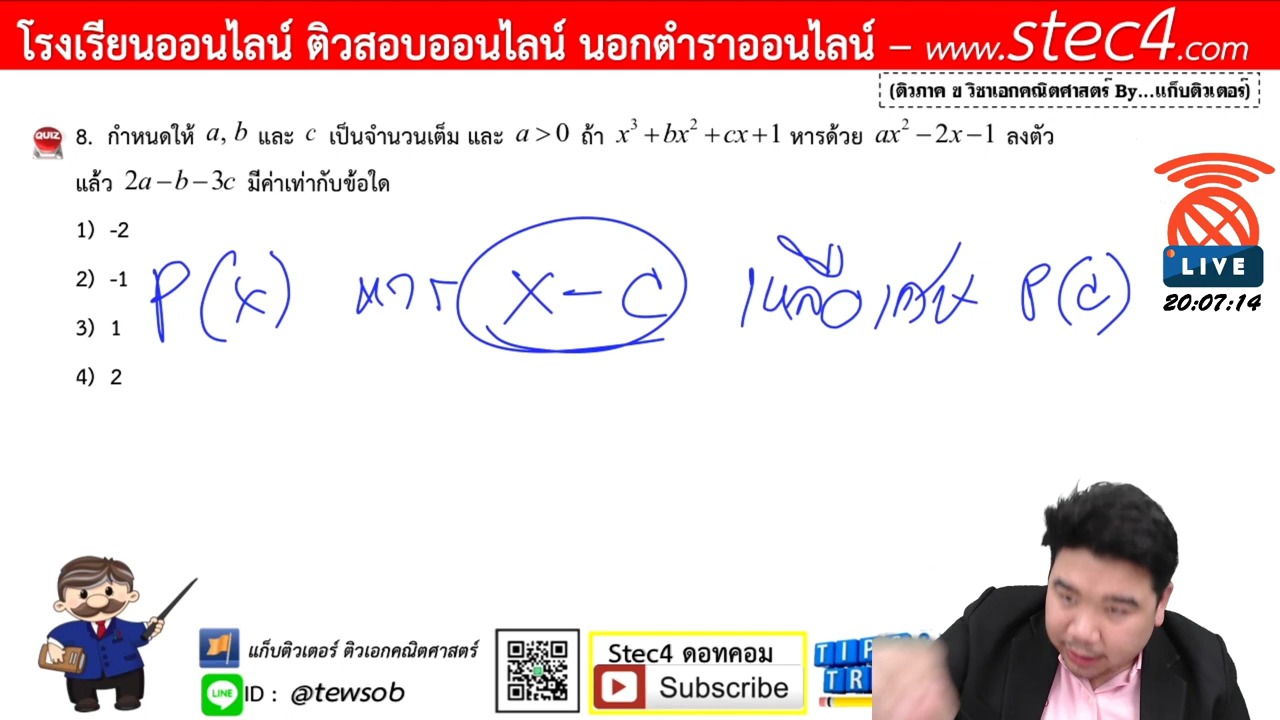 โรงเรียนออนไลน์ ติวสอบออนไลน์ นอกตำราออนไลน์ – www.stec4.com
(ติวภาค ข วิชาเอกคณิตศาสตร์ By...แก๊บติวเตอร์)
QUIZ 8. กำหนดให้ a, b และ c เป็นจำนวนเต็ม และ a > 0 ถ้า x³ + bx² + cx + 1 หารด้วย ax² − 2x − 1 ลงตัว
แล้ว 2a − b − 3c มีค่าเท่ากับข้อใด
1) -2
2) -1
3) 1
4) 2
P(x) หาร x − c เหลือเศษ P(c)
LIVE
20:07:14
แก๊บติวเตอร์ ติวเอกคณิตศาสตร์
LINE ID : @tewsob
Stec4 ดอทคอม
Subscribe